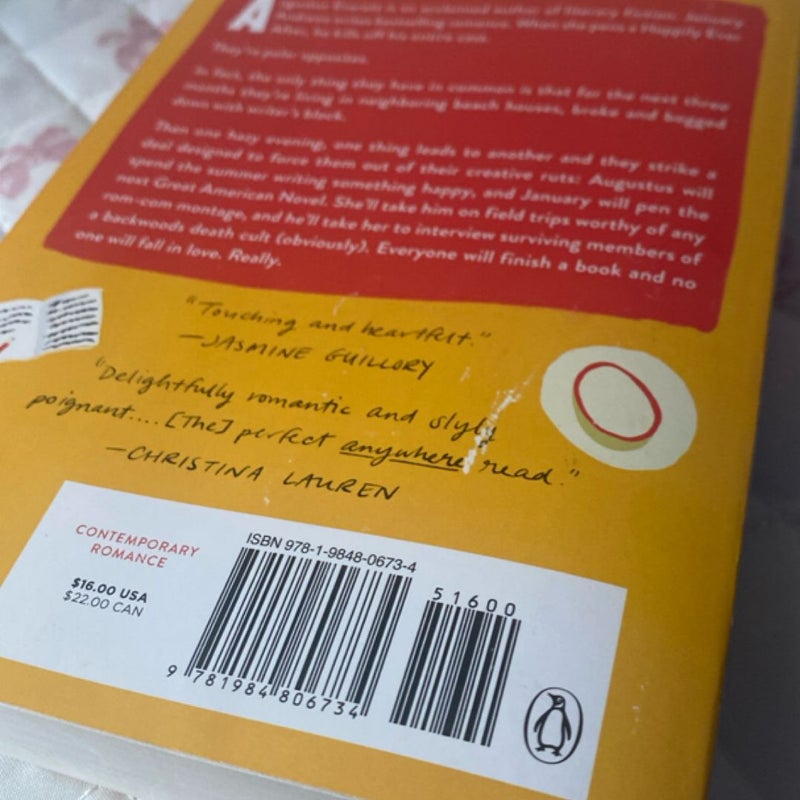 Augustus Everett is an acclaimed author of literary fiction. January
Andrews writes bestselling romance. When she pens a Happily Ever
After, he kills off his entire cast.
They're polar opposites.
In fact, the only thing they have in common is that for the next three
months they're living in neighboring beach houses, broke and bogged
down with writer's block.
Then one hazy evening, one thing leads to another and they strike a
deal designed to force them out of their creative ruts: Augustus will
spend the summer writing something happy, and January will pen the
next Great American Novel. She'll take him on field trips worthy of any
rom-com montage, and he'll take her to interview surviving members of
a backwoods death cult (obviously). Everyone will finish a book and no
one will fall in love. Really.
"Touching and heartfelt."
—JASMINE GUILLORY
"Delightfully romantic and slyly
poignant.... [The] perfect anywhere read."
—CHRISTINA LAUREN
CONTEMPORARY
ROMANCE
$16.00 USA
$22.00 CAN
ISBN 978-1-9848-0673-4
51600
9 781984 806734